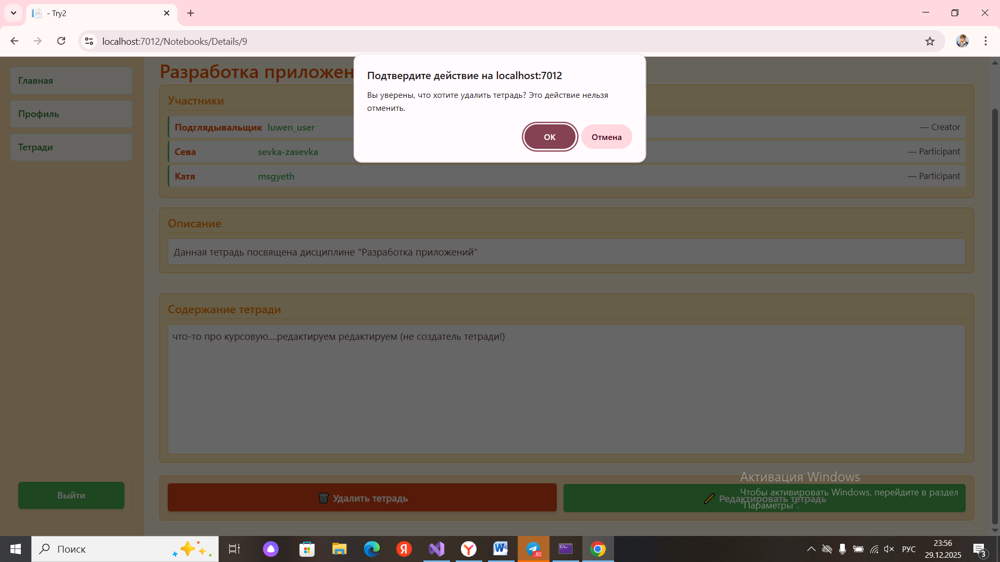 - Try2
localhost:7012/Notebooks/Details/9
Подтвердите действие на localhost:7012
Вы уверены, что хотите удалить тетрадь? Это действие нельзя
отменить.
ОК
Отмена
Главная
Профиль
Тетради
Выйти
Разработка приложен
Участники
Подглядывальщик luwen_user — Creator
Сева sevka-zasevka — Participant
Катя msgyeth — Participant
Описание
Данная тетрадь посвящена дисциплине "Разработка приложений"
Содержание тетради
что-то про курсовую....редактируем редактируем (не создатель тетради!)
Удалить тетрадь
Редактировать тетрадь
Активация Windows
Чтобы активировать Windows, перейдите в раздел
"Параметры".
Поиск
..80
РУС
23:56
29.12.2025
3